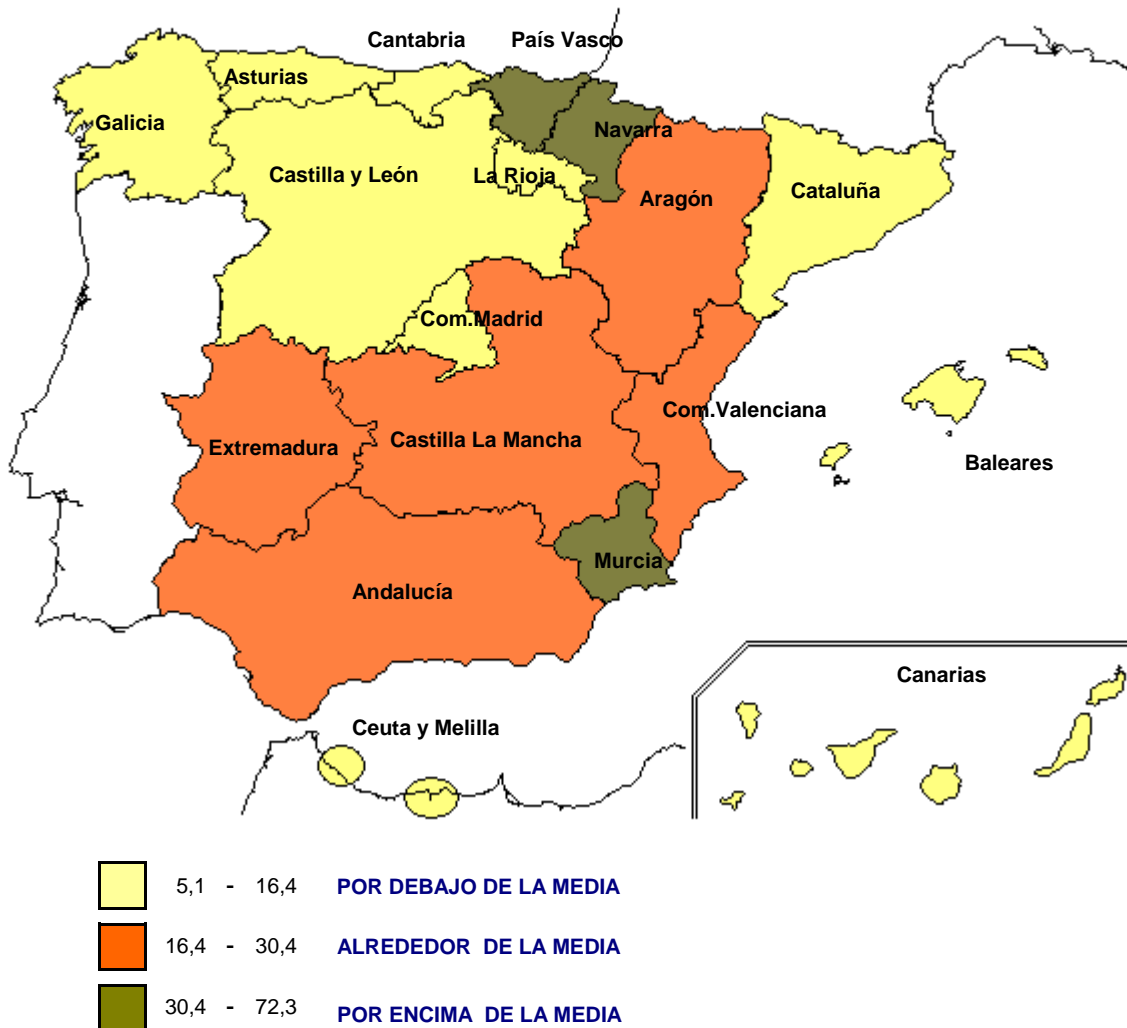 Cantabria País Vasco
Asturias
Galicia
Navarra
Castilla y León
La Rioja
Aragón
Cataluña
Com.Madrid
Com.Valenciana
Extremadura
Castilla La Mancha
Baleares
Murcia
Andalucía
Canarias
Ceuta y Melilla
5,1 - 16,4 POR DEBAJO DE LA MEDIA
16,4 - 30,4 ALREDEDOR DE LA MEDIA
30,4 - 72,3 POR ENCIMA DE LA MEDIA